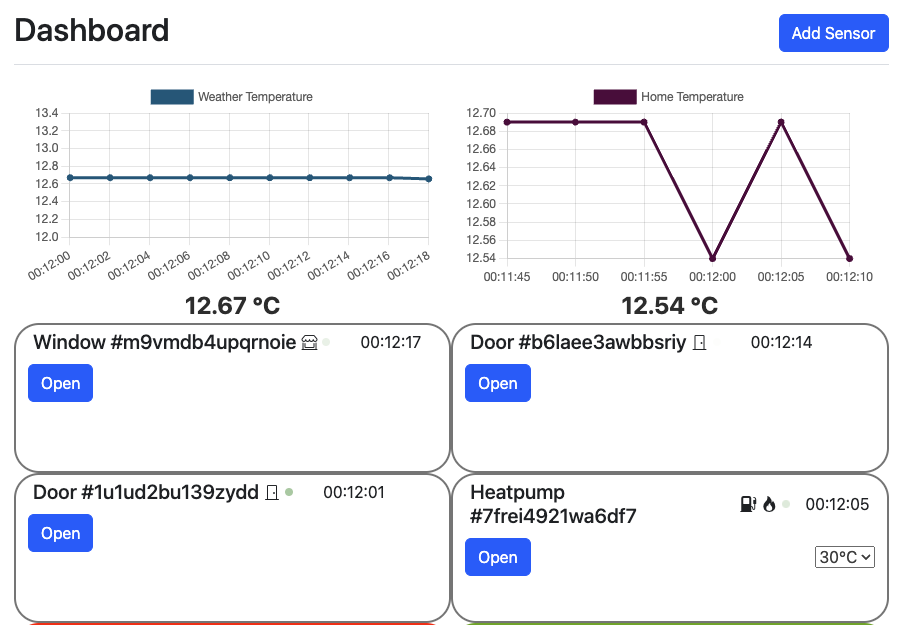 Dashboard
Add Sensor
Weather Temperature
13.4
13.2
13.0
12.8
12.6
12.4
12.2
12.0
00:12:00 00:12:02 00:12:04 00:12:06 00:12:08 00:12:10 00:12:12 00:12:14 00:12:16 00:12:18
12.67 °C
Home Temperature
12.70
12.68
12.66
12.64
12.62
12.60
12.58
12.56
12.54
00:11:45 00:11:50 00:11:55 00:12:00 00:12:05 00:12:10
12.54 °C
Window #m9vmdb4upqrnoie 00:12:17
Open
Door #b6laee3awbbsriy 00:12:14
Open
Door #1u1ud2bu139zydd 00:12:01
Open
Heatpump
#7frei4921wa6df7 00:12:05
Open 30°C